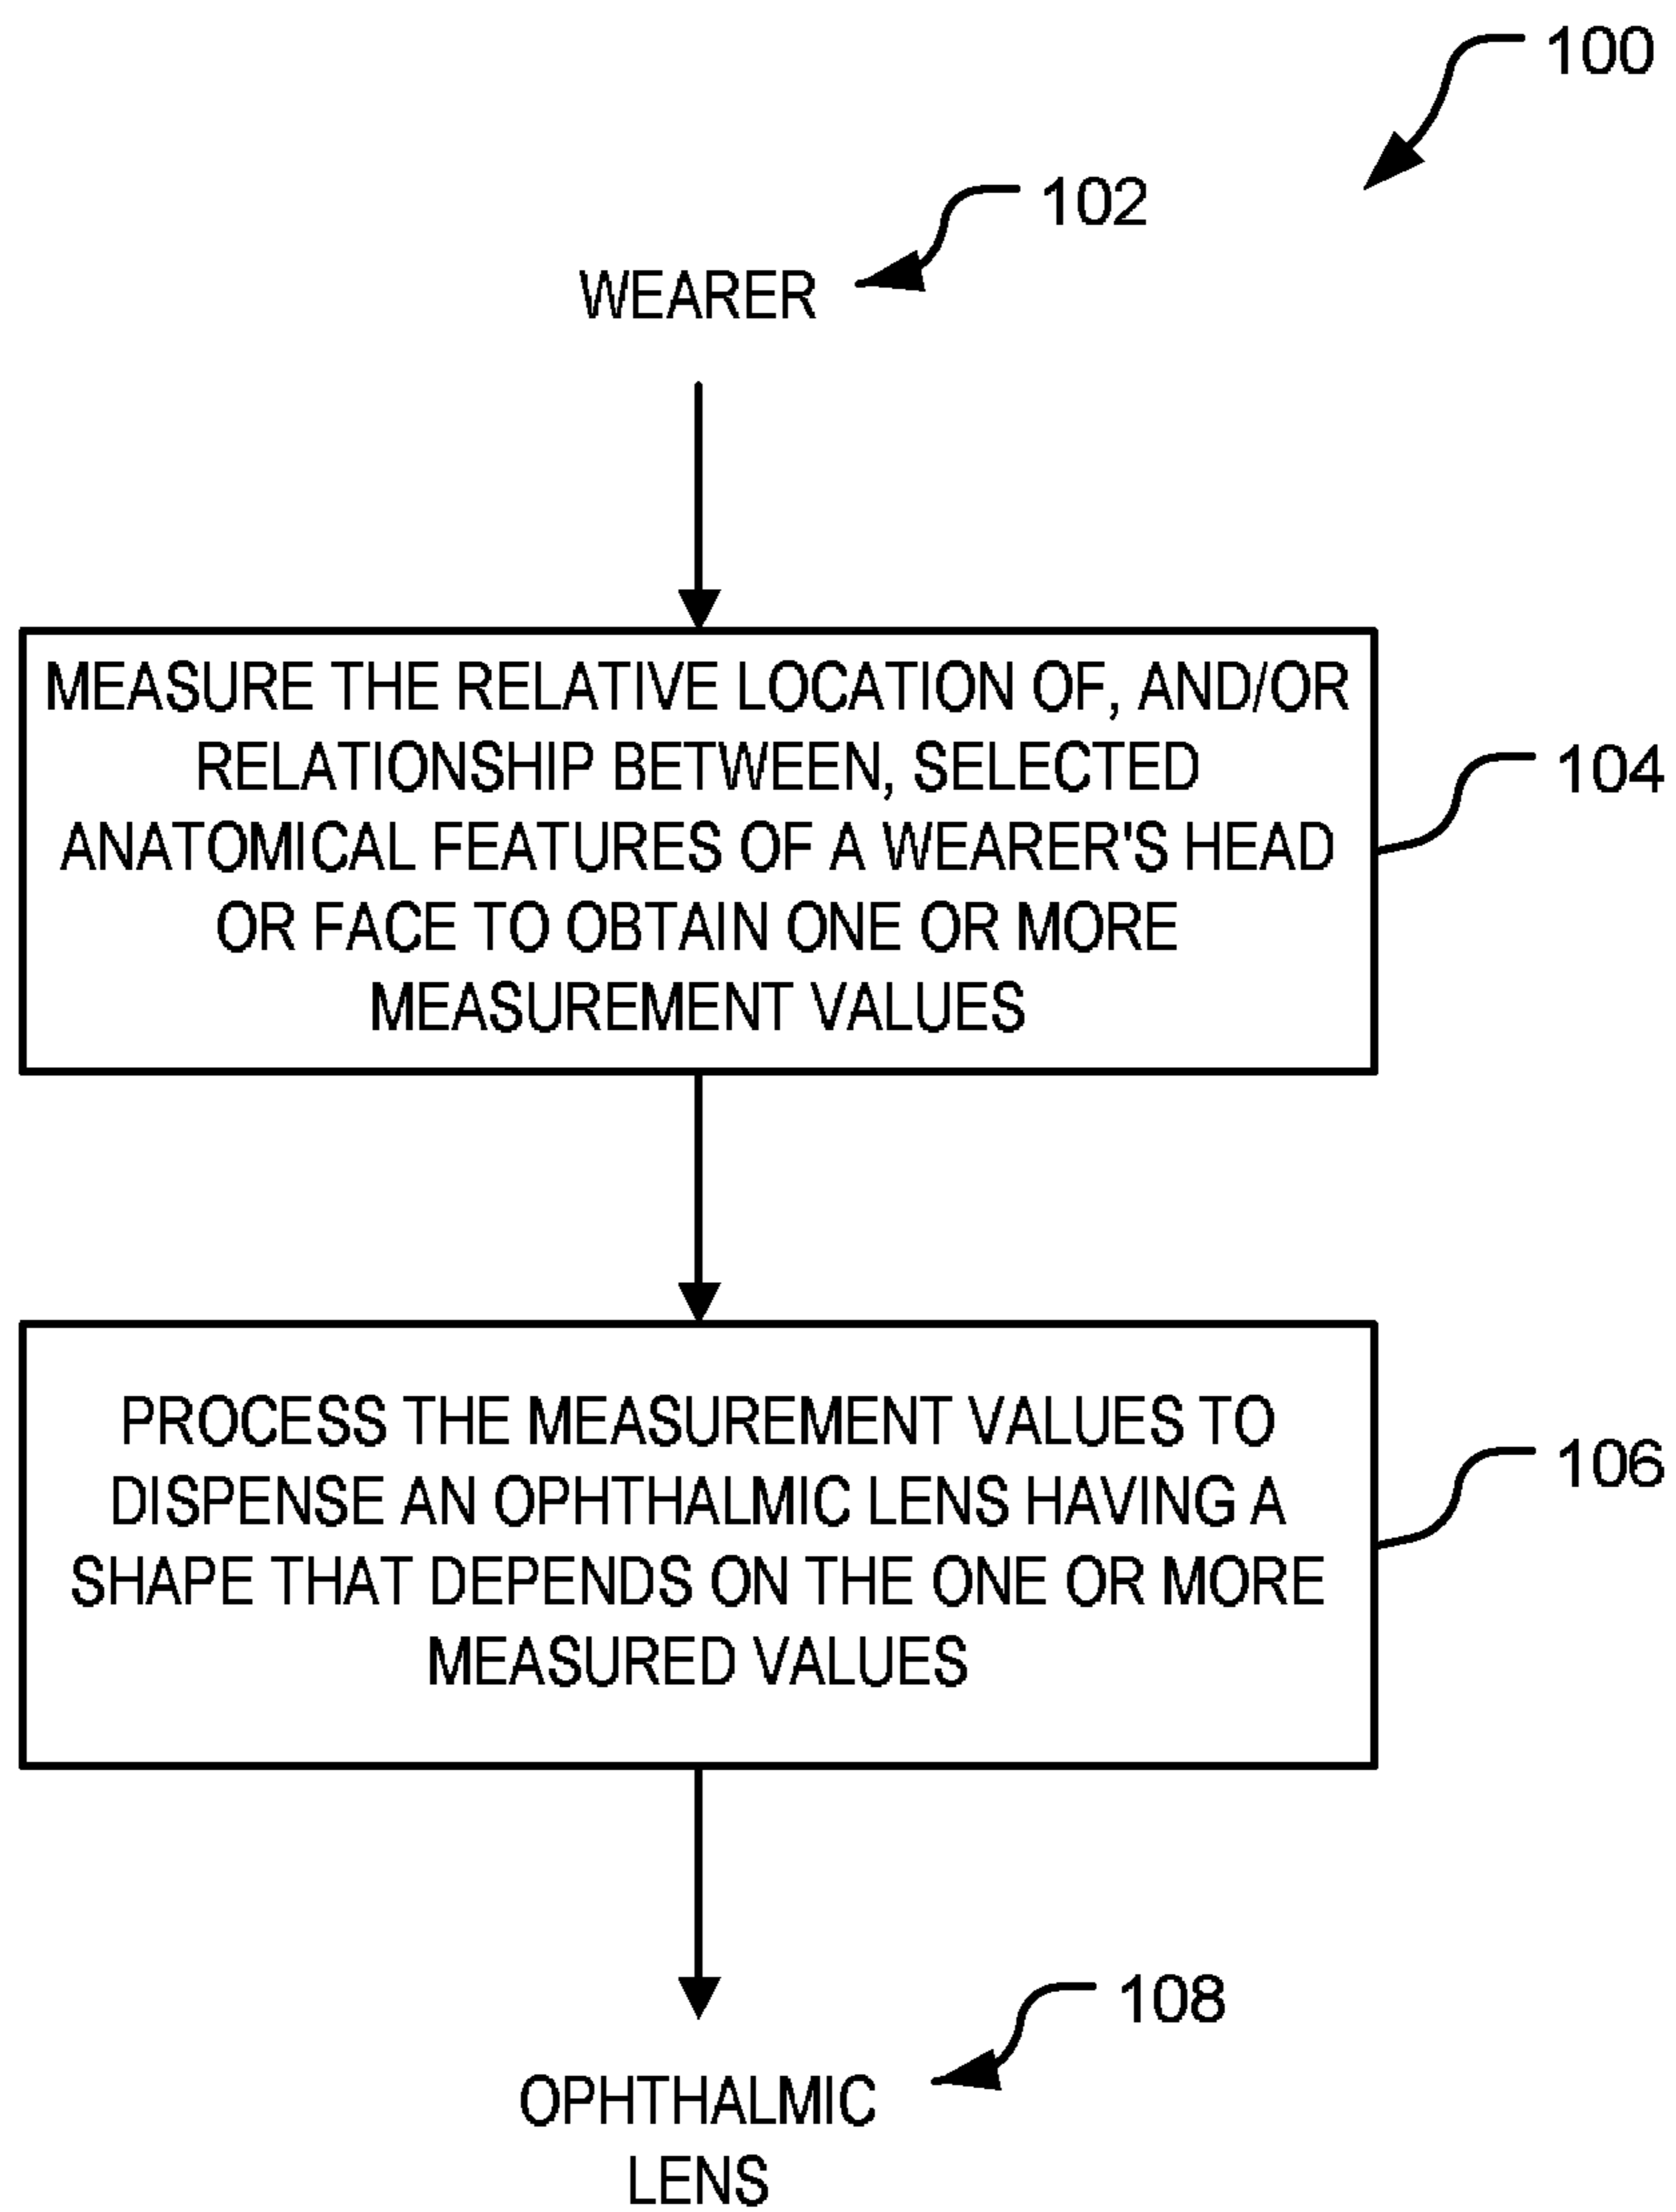 100
102
WEARER
MEASURE THE RELATIVE LOCATION OF, AND/OR
RELATIONSHIP BETWEEN, SELECTED
ANATOMICAL FEATURES OF A WEARER'S HEAD
OR FACE TO OBTAIN ONE OR MORE
MEASUREMENT VALUES
104
PROCESS THE MEASUREMENT VALUES TO
DISPENSE AN OPHTHALMIC LENS HAVING A
SHAPE THAT DEPENDS ON THE ONE OR MORE
MEASURED VALUES
106
108
OPHTHALMIC
LENS